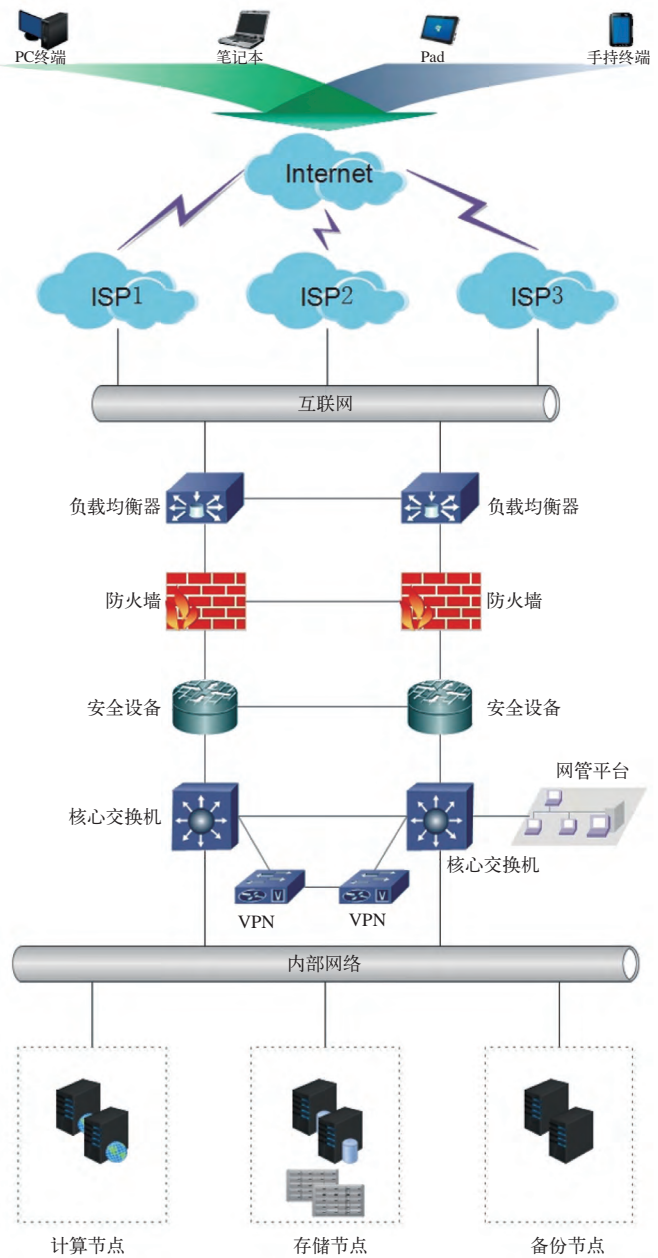 PC终端
笔记本
Pad
手持终端
Internet
ISP1
ISP2
ISP3
互联网
负载均衡器
负载均衡器
防火墙
防火墙
安全设备
安全设备
网管平台
核心交换机
核心交换机
V
V
VPN
VPN
内部网络
计算节点
存储节点
备份节点